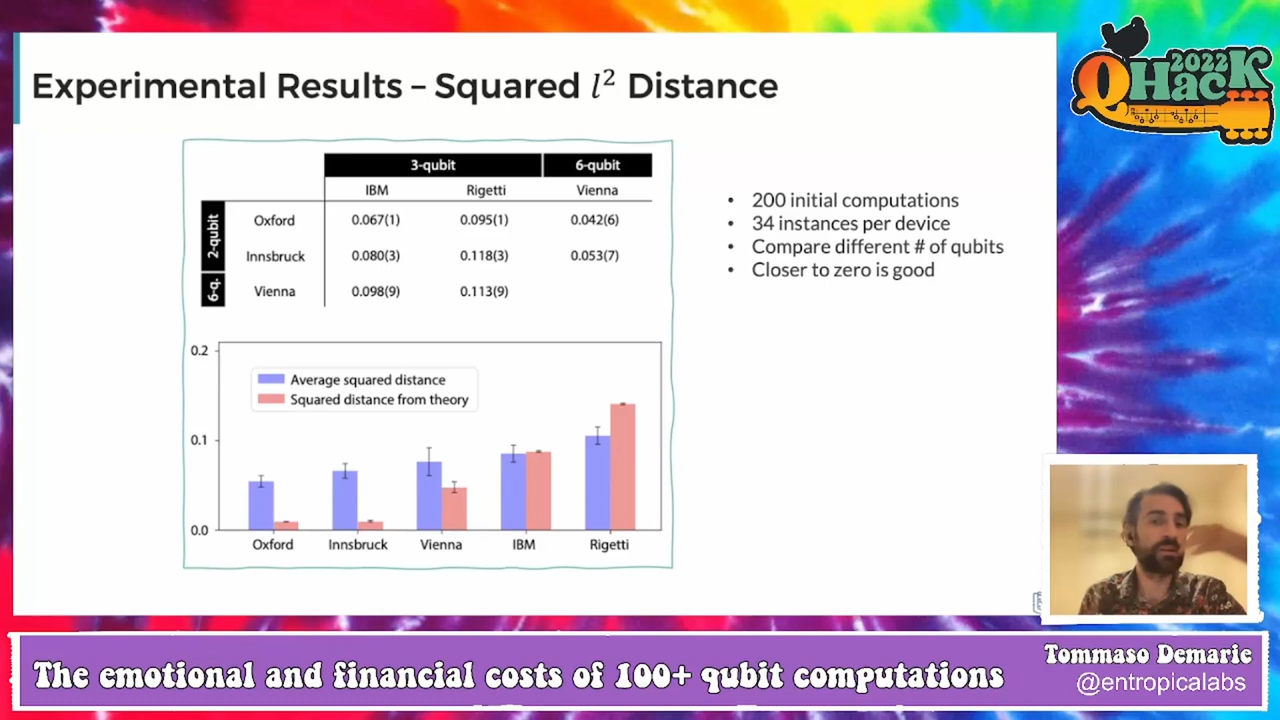 Experimental Results – Squared l² Distance
2022
QHack
3-qubit 6-qubit
IBM Rigetti Vienna
2-qubit
Oxford 0.067(1) 0.095(1) 0.042(6)
Innsbruck 0.080(3) 0.118(3) 0.053(7)
6-q.
Vienna 0.098(9) 0.113(9)
• 200 initial computations
• 34 instances per device
• Compare different # of qubits
• Closer to zero is good
0.2
0.1
0.0
Average squared distance
Squared distance from theory
Oxford Innsbruck Vienna IBM Rigetti
The emotional and financial costs of 100+ qubit computations
Tommaso Demarie
@entropicalabs